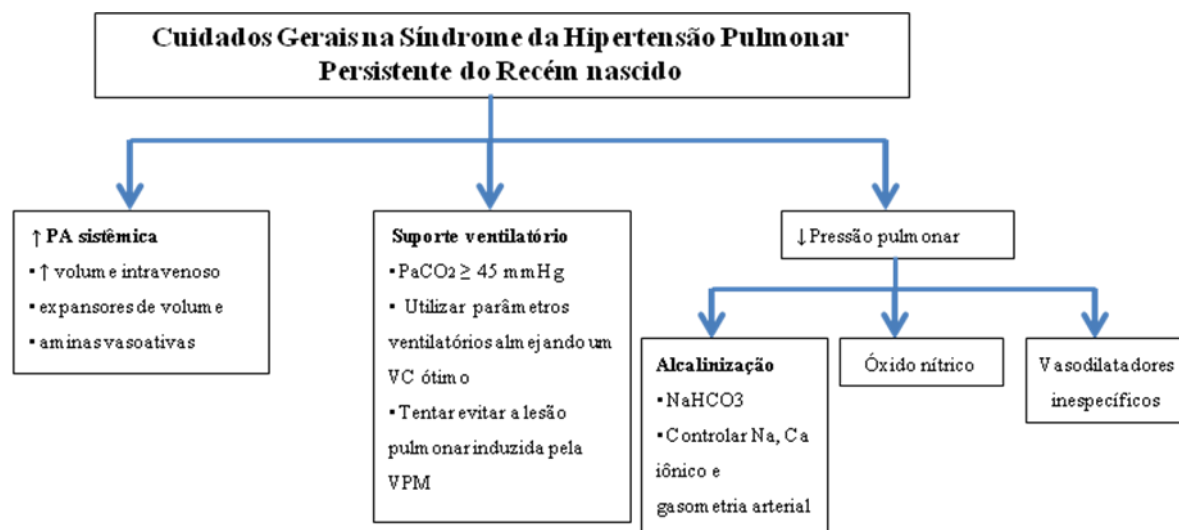 Cuidados Gerais na Síndrome da Hipertensão Pulmonar
Persistente do Recém nascido
↑ PA sistêmica
▪ ↑ volume intravenoso
▪ expansores de volume
▪ aminas vasoativas
Suporte ventilatório
▪ PaCO₂ ≥ 45 mmHg
▪ Utilizar parâmetros
ventilatórios almejando um
VC ótimo
▪ Tentar evitar a lesão
pulmonar induzida pela
VPM
↓ Pressão pulmonar
Alcalinização
▪ NaHCO3
▪ Controlar Na, Ca
iônico e
gasometria arterial
Óxido nítrico
Vasodilatadores
inespecíficos